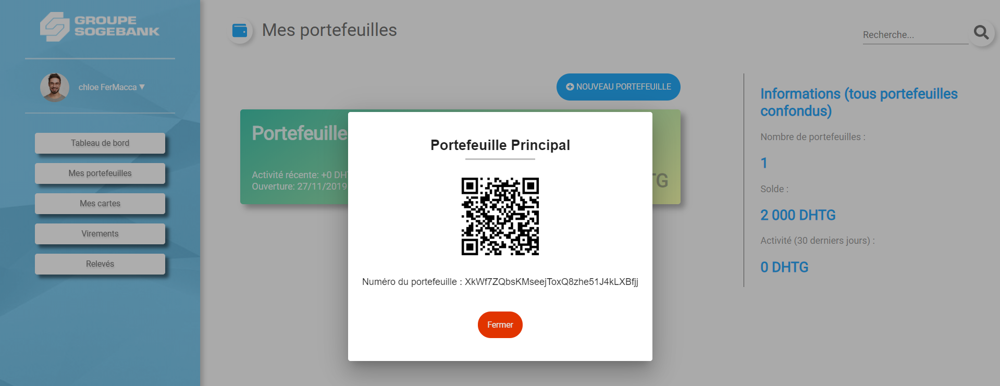 GROUPE
SOGEBANK
chloe FerMacca
Tableau de bord
Mes portefeuilles
Mes cartes
Virements
Relevés
Mes portefeuilles
Recherche...
NOUVEAU PORTEFEUILLE
Portefeuille
Activité récente: +0 DH
Ouverture: 27/11/2019
TG
Portefeuille Principal
Numéro du portefeuille : XkWf7ZQbsKMseejToxQ8zhe51J4kLXBfjj
Fermer
Informations (tous portefeuilles
confondus)
Nombre de portefeuilles :
1
Solde :
2 000 DHTG
Activité (30 derniers jours) :
0 DHTG